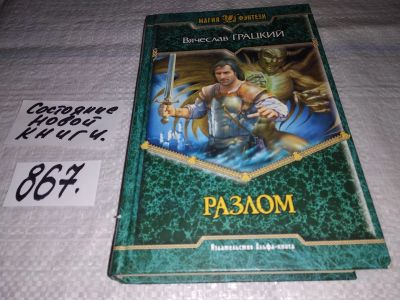 Состояние
новой
книги.
867.
МАГИЯ ФЭНТЕЗИ
Вячеслав ГРАЦКИЙ
РАЗЛОМ
Издательство Альфа-книга